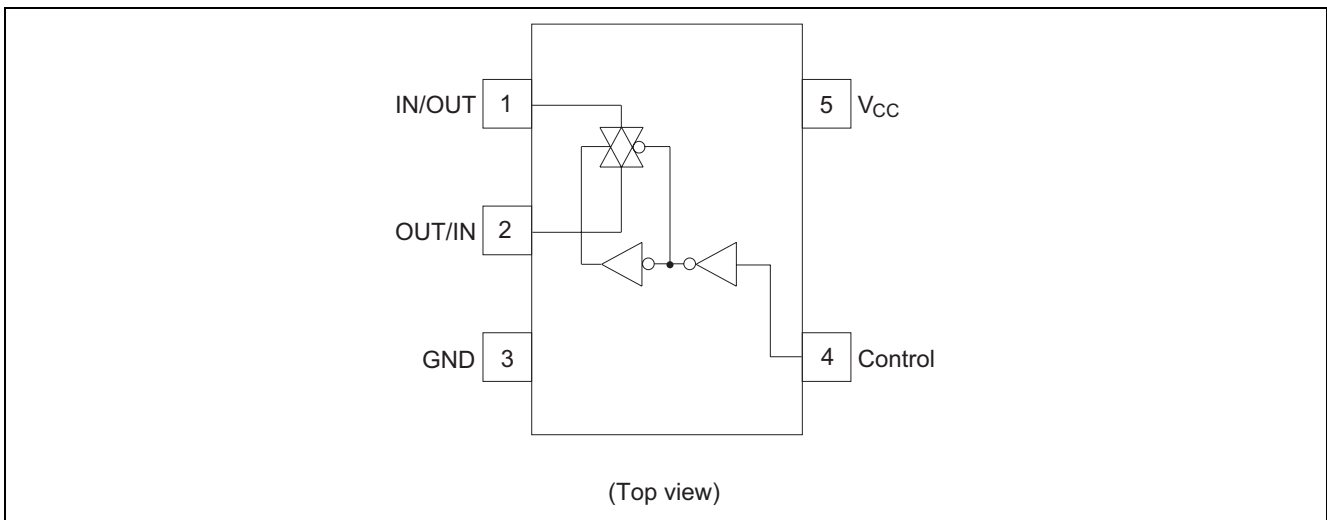 IN/OUT 1
5 VCC
OUT/IN 2
GND 3
4 Control
(Top view)